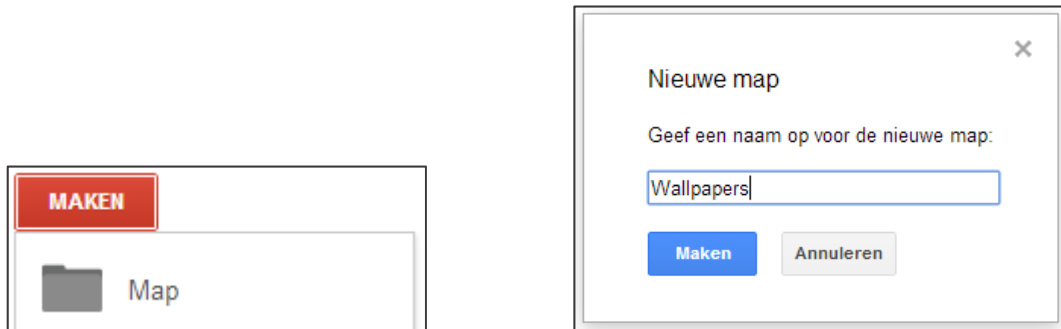 MAKEN
Map
Nieuwe map
Geef een naam op voor de nieuwe map:
Wallpapers
Maken Annuleren